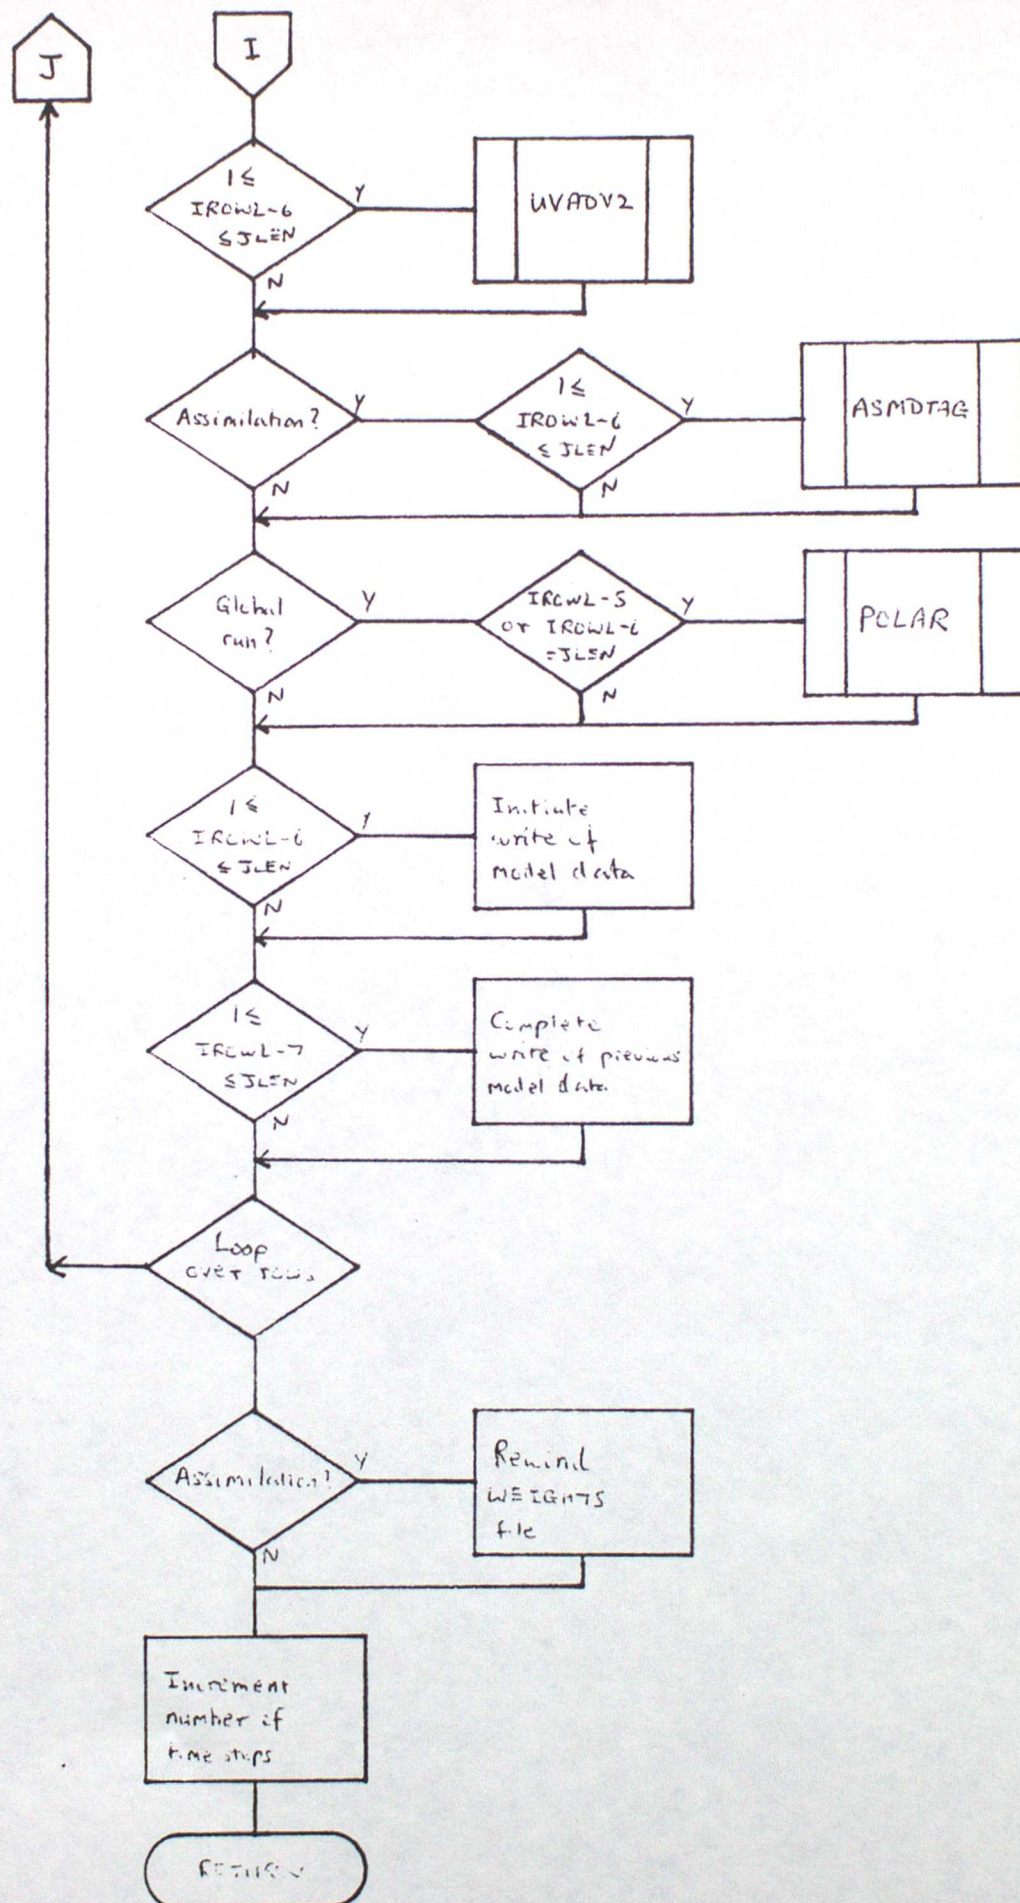 J
I
1 ≤
IROWL-6
≤ JLEN
Y
N
UVADV2
Assimilation?
Y
N
1 ≤
IROWL-6
≤ JLEN
Y
N
ASMDTAG
Global
run?
Y
N
IROWL-5
or IROWL-6
=JLEN
Y
N
POLAR
1 ≤
IROWL-6
≤ JLEN
Y
N
Initiate
write of
model data
1 ≤
IROWL-7
≤ JLEN
Y
N
Complete
write of previous
model data
Loop
over rows
Assimilation?
Y
N
Rewind
WEIGHTS
file
Increment
number of
time steps
RETURN